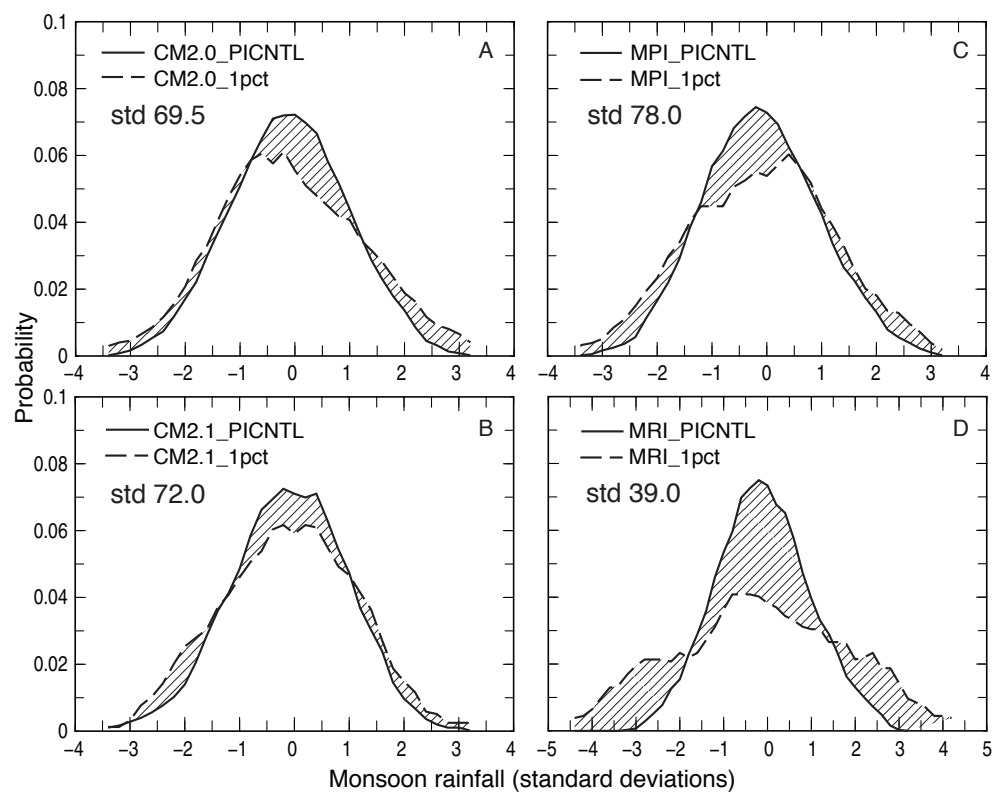 0.1
CM2.0_PICNTL
A
CM2.0_1pct
std 69.5
0.08
0.06
0.04
0.02
0
−4 −3 −2 −1 0 1 2 3 4
MPI_PICNTL
C
MPI_1pct
std 78.0
−4 −3 −2 −1 0 1 2 3 4
Probability
0.1
CM2.1_PICNTL
B
CM2.1_1pct
std 72.0
0.08
0.06
0.04
0.02
0
−4 −3 −2 −1 0 1 2 3 4
MRI_PICNTL
D
MRI_1pct
std 39.0
−5 −4 −3 −2 −1 0 1 2 3 4 5
Monsoon rainfall (standard deviations)